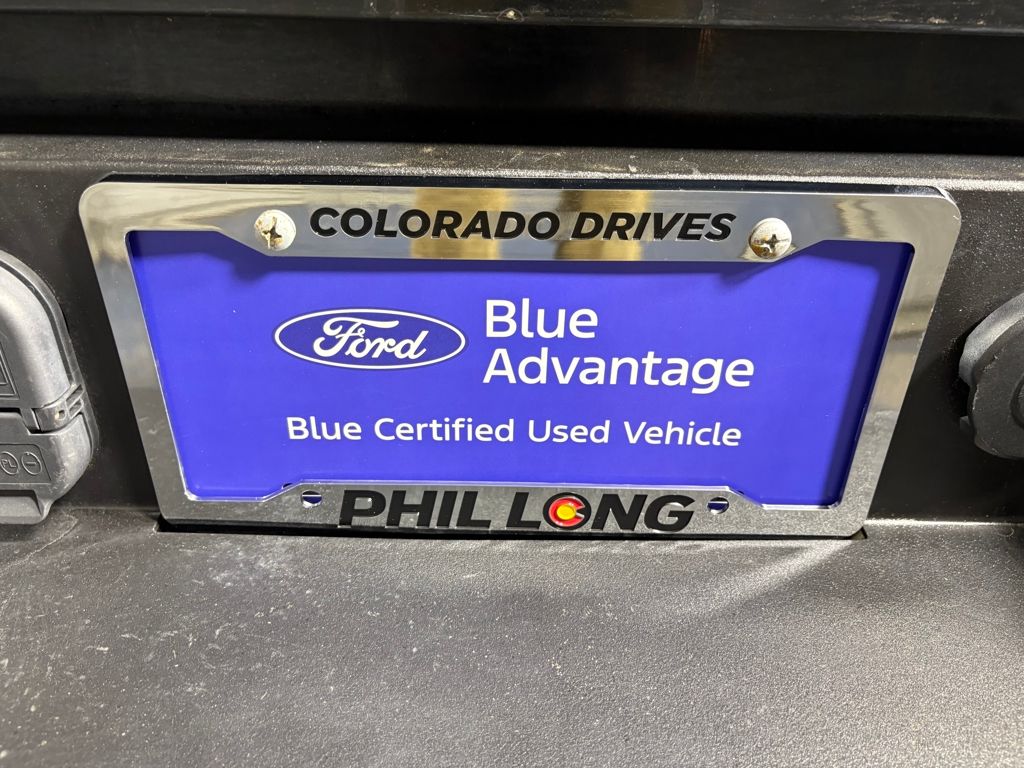 COLORADO DRIVES
Ford
Blue
Advantage
Blue Certified Used Vehicle
PHIL LONG